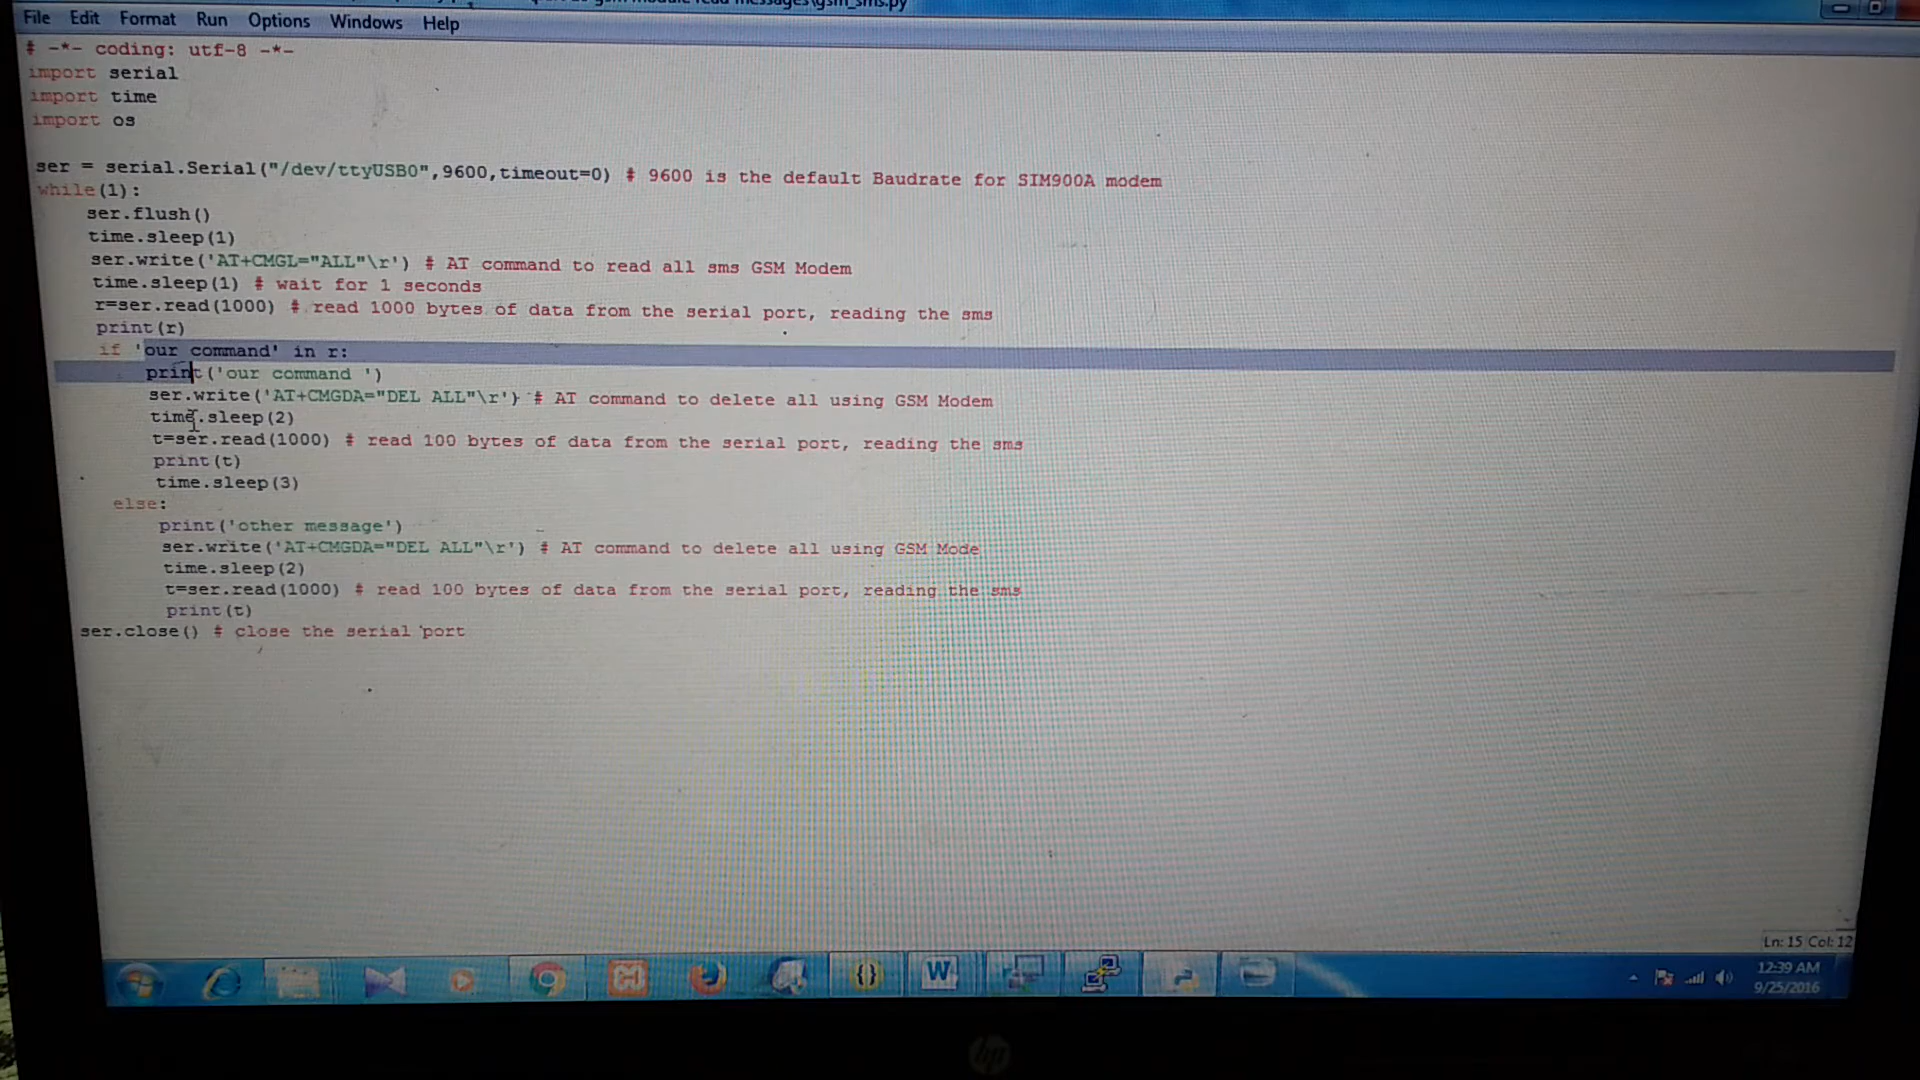 gsm_sms.py
File Edit Format Run Options Windows Help
# -*- coding: utf-8 -*-
import serial
import time
import os
ser = serial.Serial("/dev/ttyUSB0",9600,timeout=0) # 9600 is the default Baudrate for SIM900A modem
while(1):
ser.flush()
time.sleep(1)
ser.write('AT+CMGL="ALL"\r') # AT command to read all sms GSM Modem
time.sleep(1) # wait for 1 seconds
r=ser.read(1000) # read 1000 bytes of data from the serial port, reading the sms
print(r)
if 'our command' in r:
print('our command ')
ser.write('AT+CMGDA="DEL ALL"\r') # AT command to delete all using GSM Modem
time.sleep(2)
t=ser.read(1000) # read 100 bytes of data from the serial port, reading the sms
print(t)
time.sleep(3)
else:
print('other message')
ser.write('AT+CMGDA="DEL ALL"\r') # AT command to delete all using GSM Mode
time.sleep(2)
t=ser.read(1000) # read 100 bytes of data from the serial port, reading the sms
print(t)
ser.close() # close the serial port
Ln: 15 Col: 12
12:39 AM
9/25/2016
hp